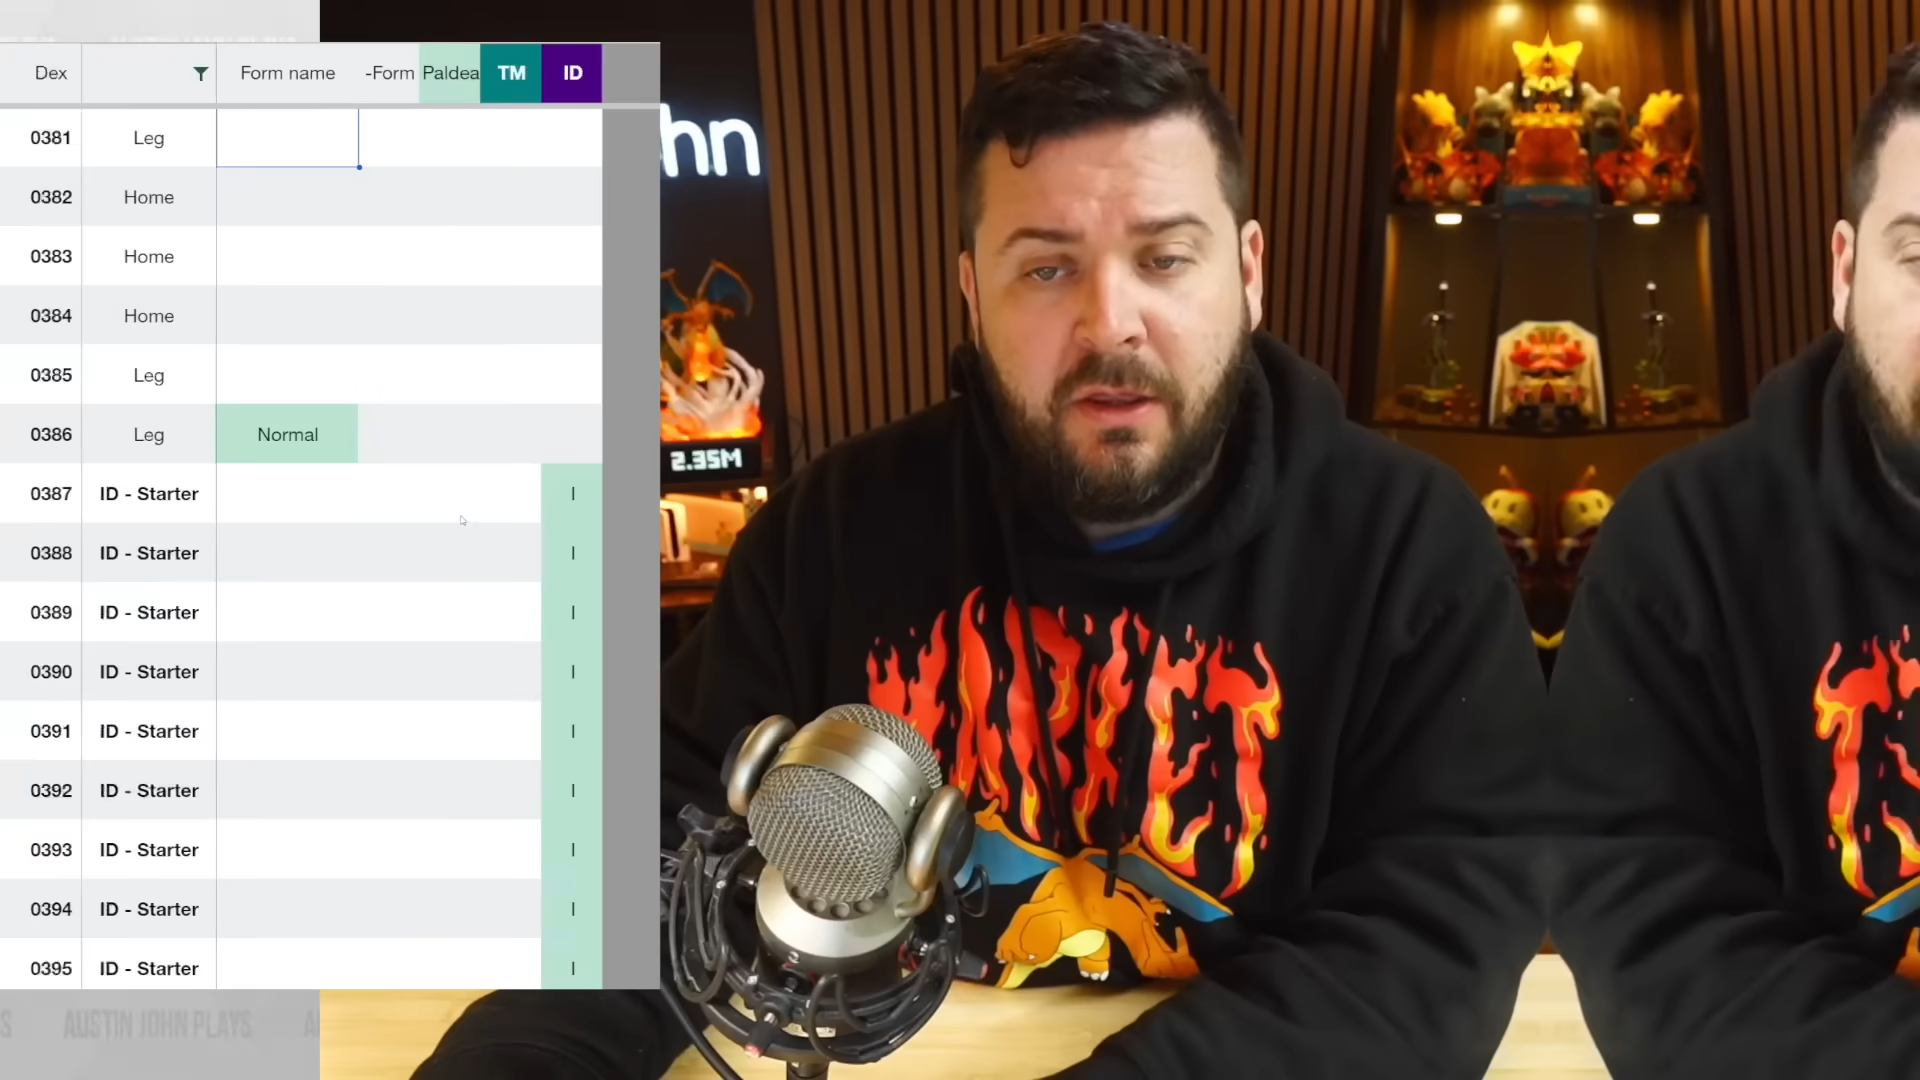 Dex Form name -Form Paldea TM ID
0381 Leg
0382 Home
0383 Home
0384 Home
0385 Leg
0386 Leg Normal
0387 ID - Starter I
0388 ID - Starter I
0389 ID - Starter I
0390 ID - Starter I
0391 ID - Starter I
0392 ID - Starter I
0393 ID - Starter I
0394 ID - Starter I
0395 ID - Starter I
hn
2.35M
AUSTIN JOHN PLAYS